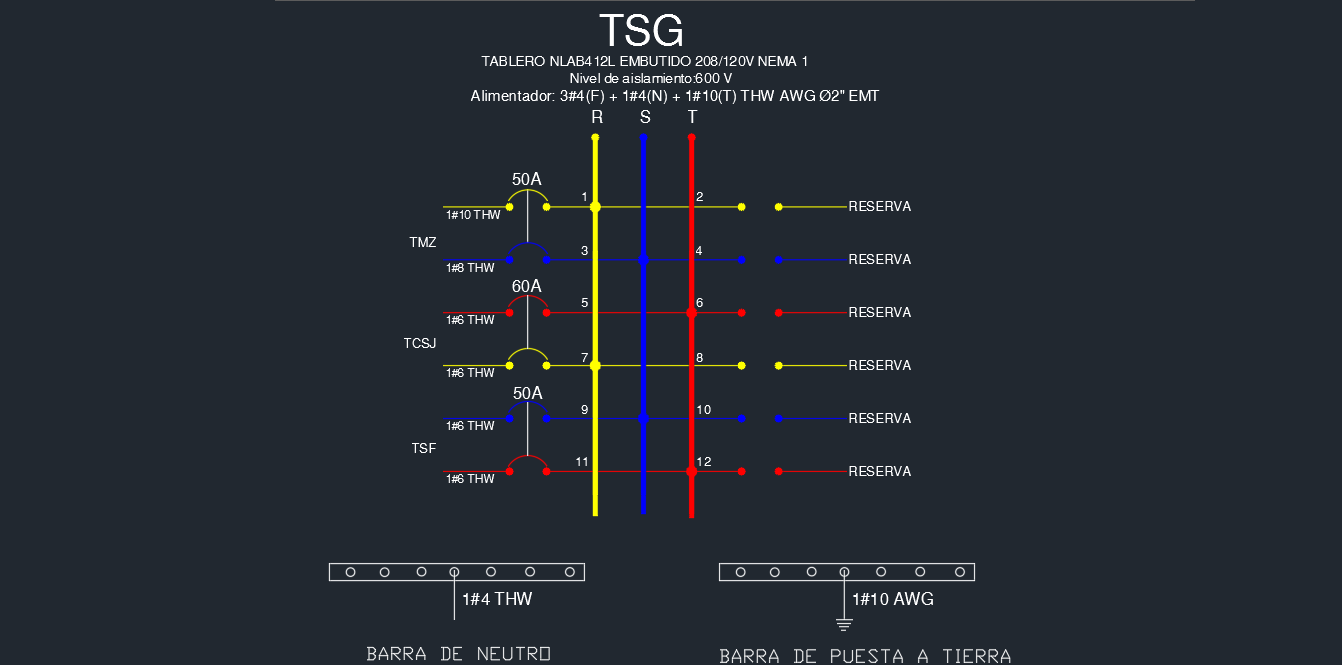 TSG
TABLERO NLAB412L EMBUTIDO 208/120V NEMA 1
Nivel de aislamiento:600 V
Alimentador: 3#4(F) + 1#4(N) + 1#10(T) THW AWG Ø2" EMT
R S T
50A
1 2
1#10 THW RESERVA
TMZ
3 4
1#8 THW RESERVA
60A
5 6
1#6 THW RESERVA
TCSJ
7 8
1#6 THW RESERVA
50A
9 10
1#6 THW RESERVA
TSF
11 12
1#6 THW RESERVA
1#4 THW
1#10 AWG
BARRA DE NEUTRO
BARRA DE PUESTA A TIERRA